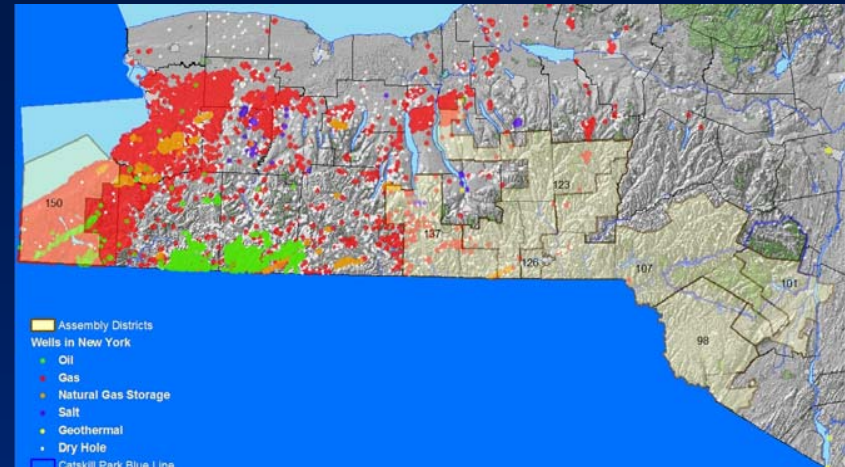 150
123
137
126
107
101
98
Assembly Districts
Wells in New York
Oil
Gas
Natural Gas Storage
Salt
Geothermal
Dry Hole
Catskill Park Blue Line